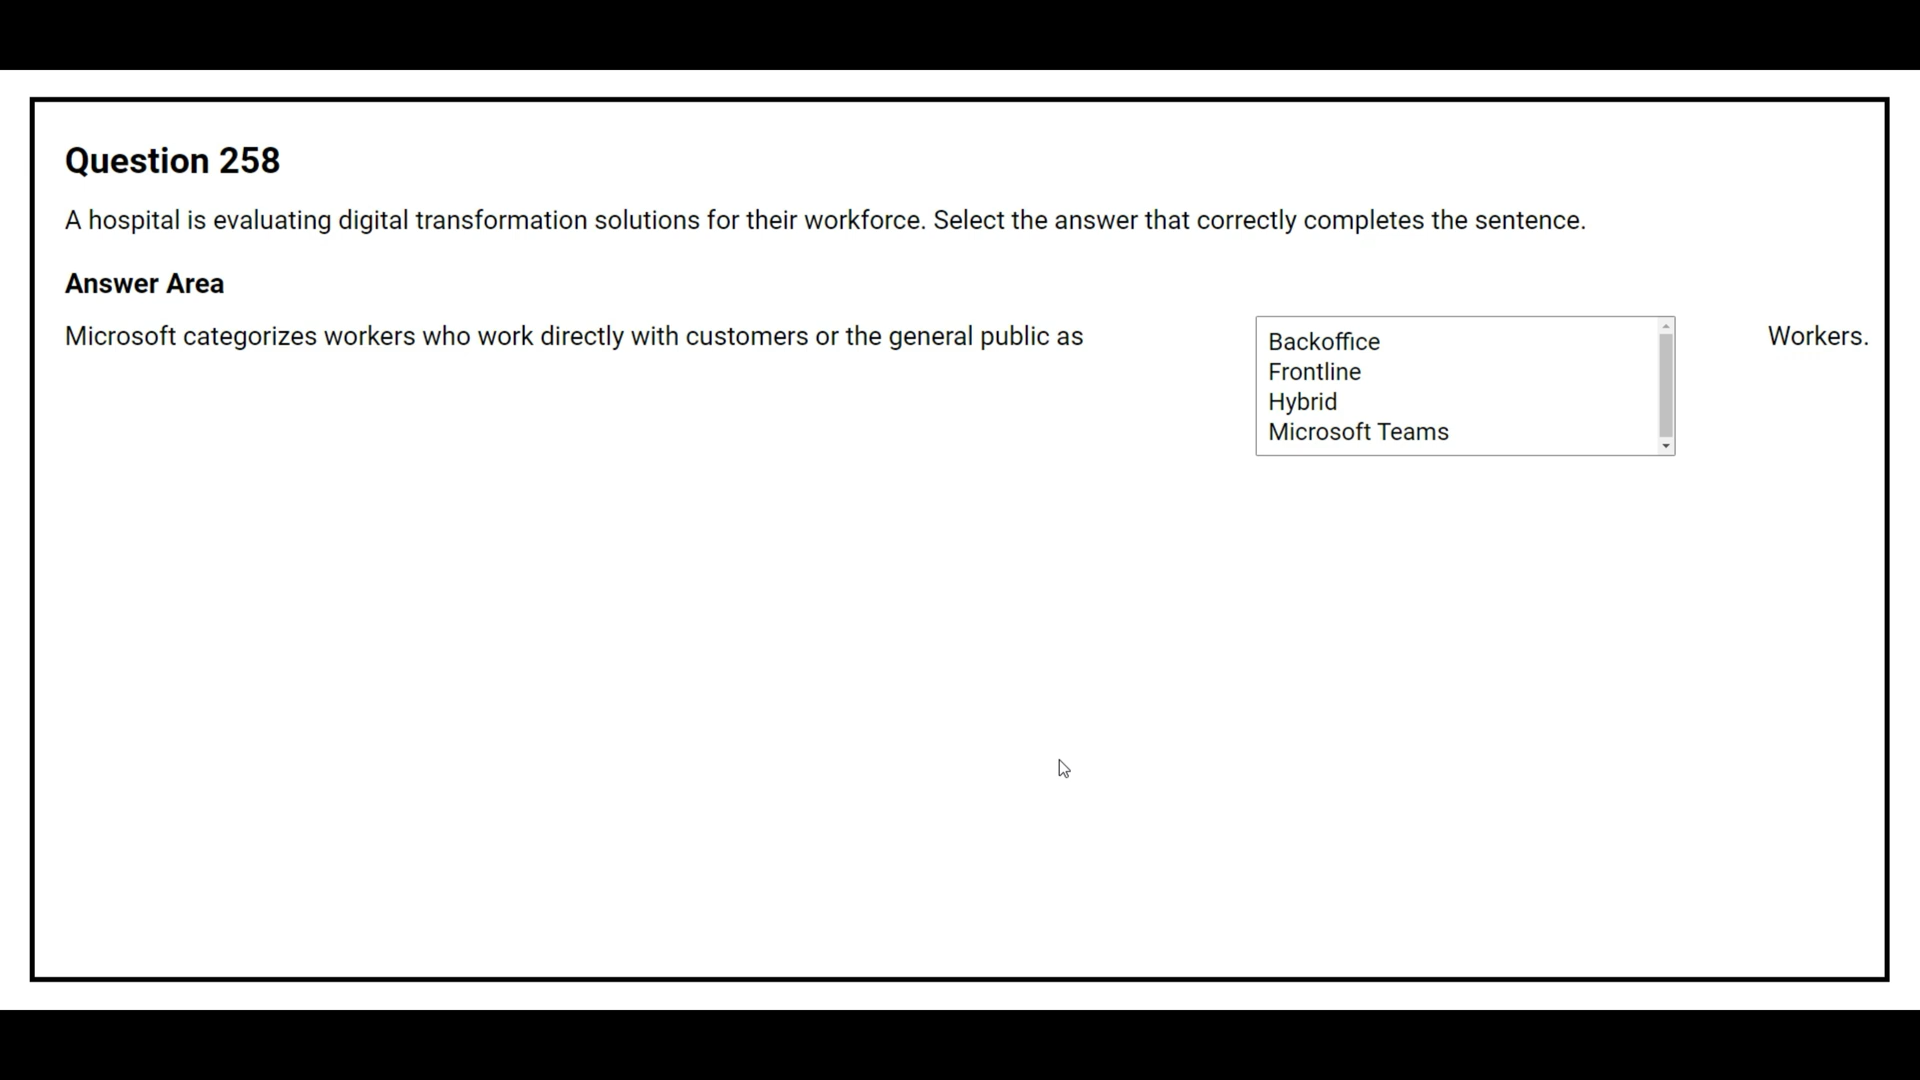 Question 258
A hospital is evaluating digital transformation solutions for their workforce. Select the answer that correctly completes the sentence.
Answer Area
Microsoft categorizes workers who work directly with customers or the general public as
Backoffice
Frontline
Hybrid
Microsoft Teams
Workers.